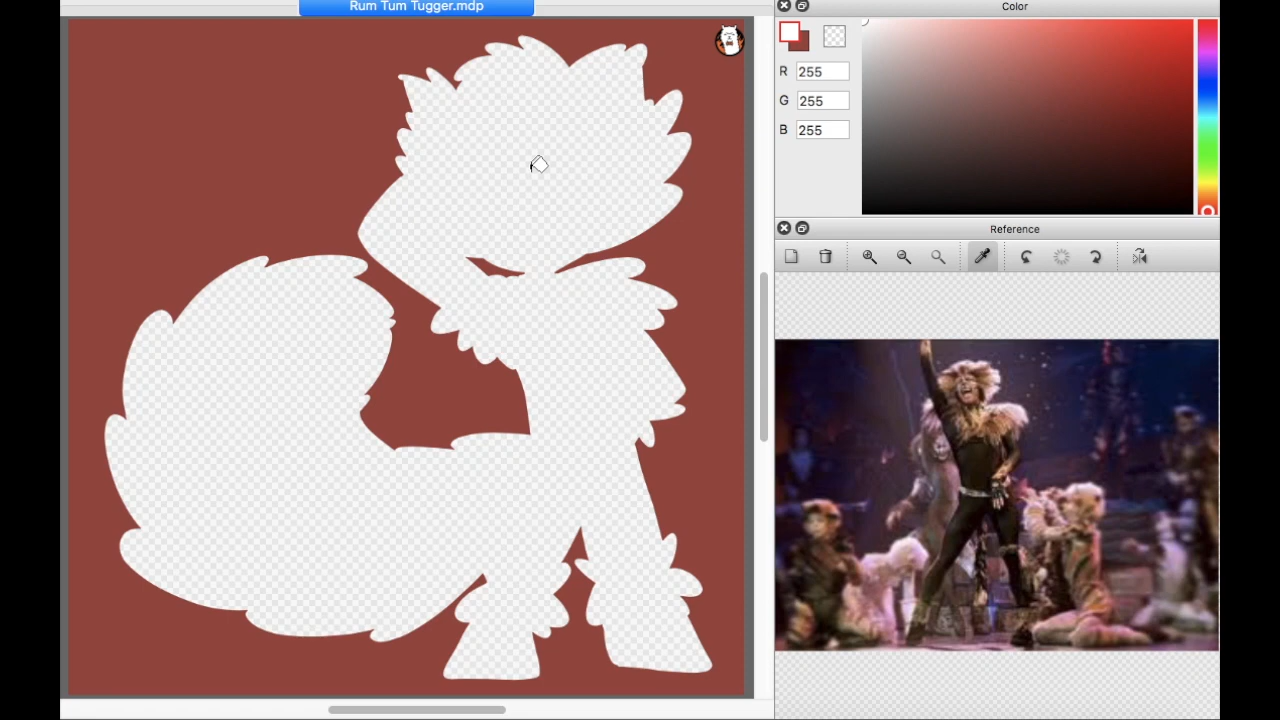 Rum Tum Tugger.mdp
Color
R 255
G 255
B 255
Reference